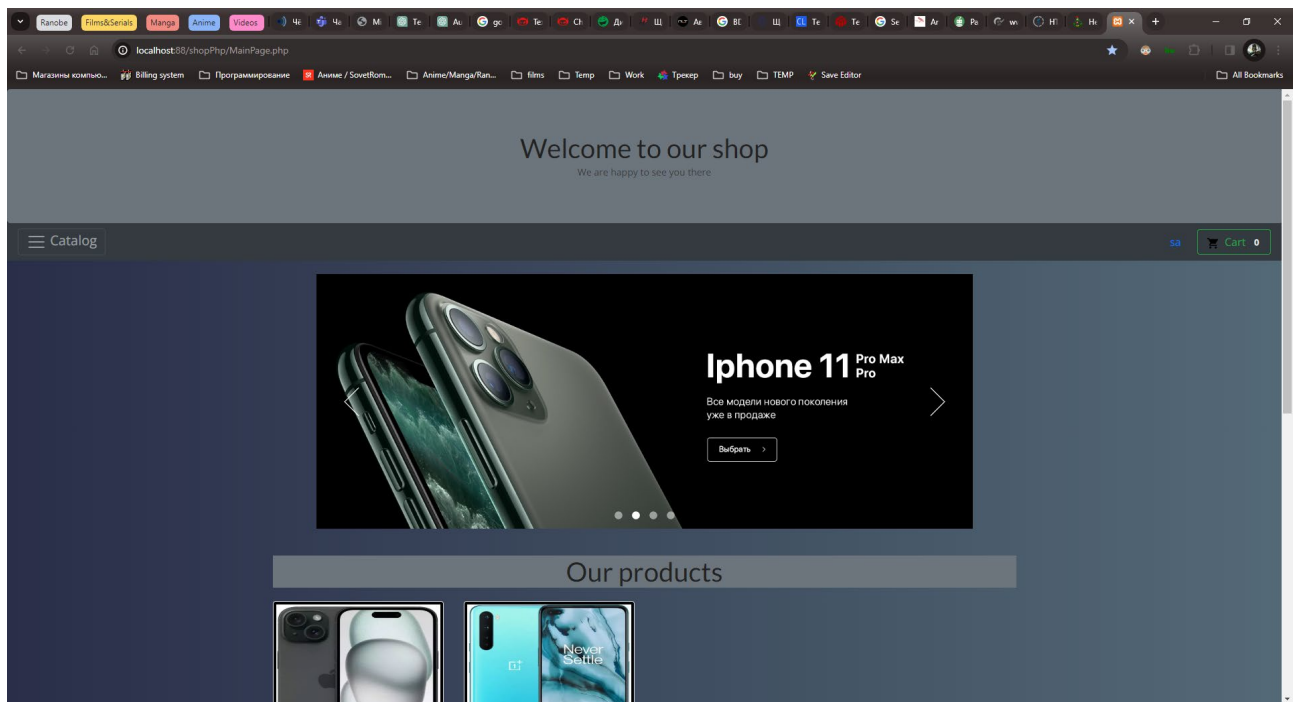 Ranobe Films&Serials Manga Anime Videos
localhost:88/shopPhp/MainPage.php
Магазины компью... Billing system Программирование Аниме / SovetRom... Anime/Manga/Ran... films Temp Work Трекер buy TEMP Save Editor All Bookmarks
Welcome to our shop
We are happy to see you there
Catalog sa Cart 0
Iphone 11 Pro Max
Pro
Все модели нового поколения
уже в продаже
Выбрать
Our products
Never
Settle